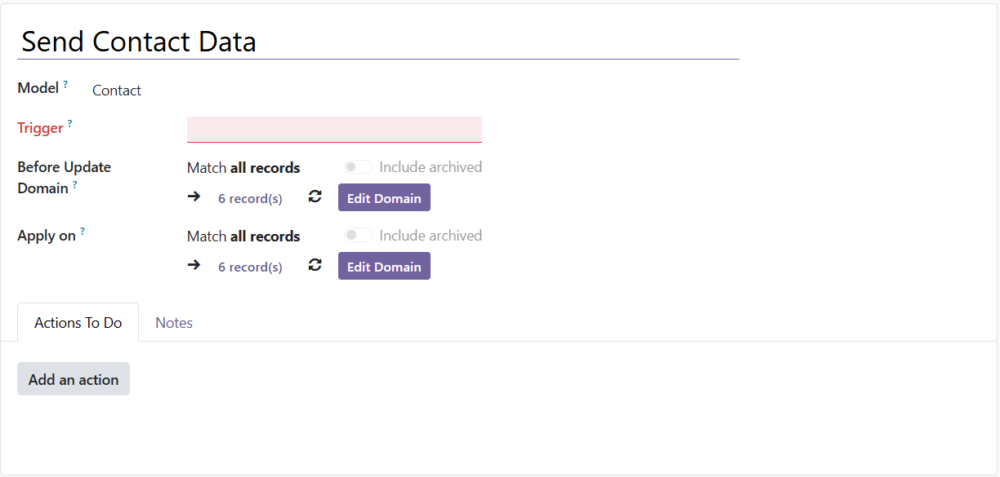 Send Contact Data
Model ? Contact
Trigger ?
Before Update
Domain ?
Match all records Include archived
6 record(s) Edit Domain
Apply on ? Match all records Include archived
6 record(s) Edit Domain
Actions To Do Notes
Add an action